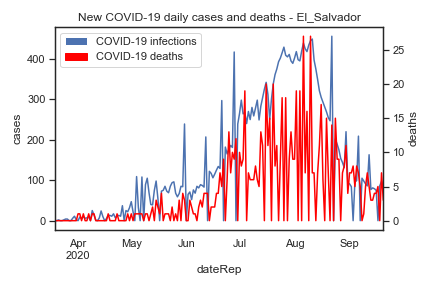 New COVID-19 daily cases and deaths - El_Salvador
COVID-19 infections
COVID-19 deaths
400
300
200
100
0
cases
25
20
15
10
5
0
deaths
Apr
2020
May
Jun
Jul
Aug
Sep
dateRep